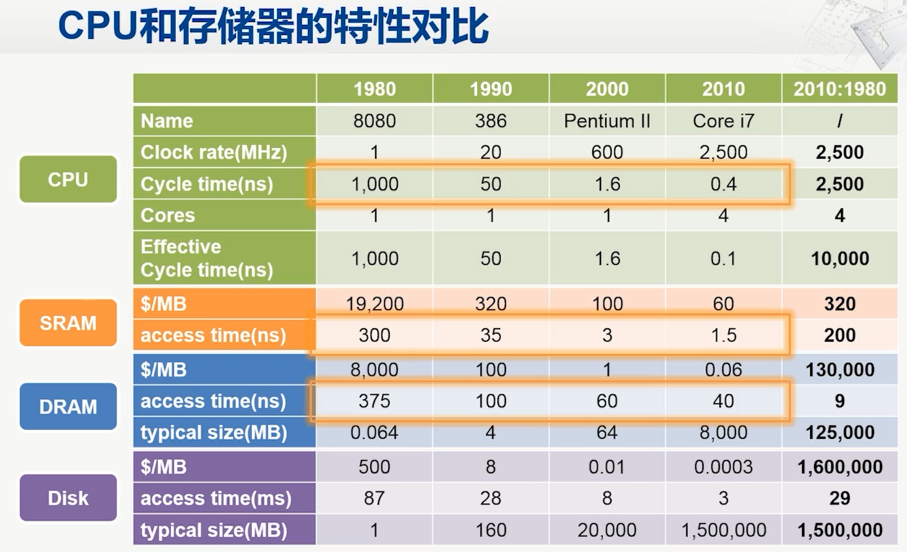 CPU和存储器的特性对比
1980 1990 2000 2010 2010:1980
Name 8080 386 Pentium II Core i7 /
Clock rate(MHz) 1 20 600 2,500 2,500
CPU
Cycle time(ns) 1,000 50 1.6 0.4 2,500
Cores 1 1 1 4 4
Effective
Cycle time(ns) 1,000 50 1.6 0.1 10,000
$/MB 19,200 320 100 60 320
SRAM
access time(ns) 300 35 3 1.5 200
$/MB 8,000 100 1 0.06 130,000
DRAM
access time(ns) 375 100 60 40 9
typical size(MB) 0.064 4 64 8,000 125,000
$/MB 500 8 0.01 0.0003 1,600,000
Disk
access time(ms) 87 28 8 3 29
typical size(MB) 1 160 20,000 1,500,000 1,500,000